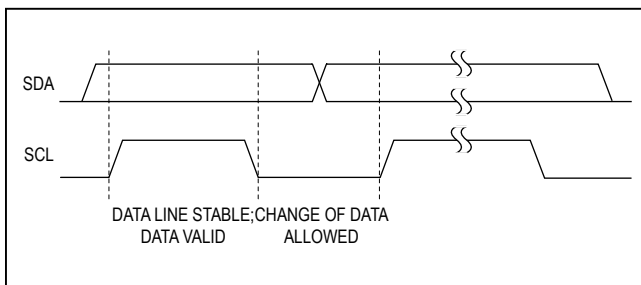 SDA
SCL
DATA LINE STABLE;CHANGE OF DATA
DATA VALID ALLOWED